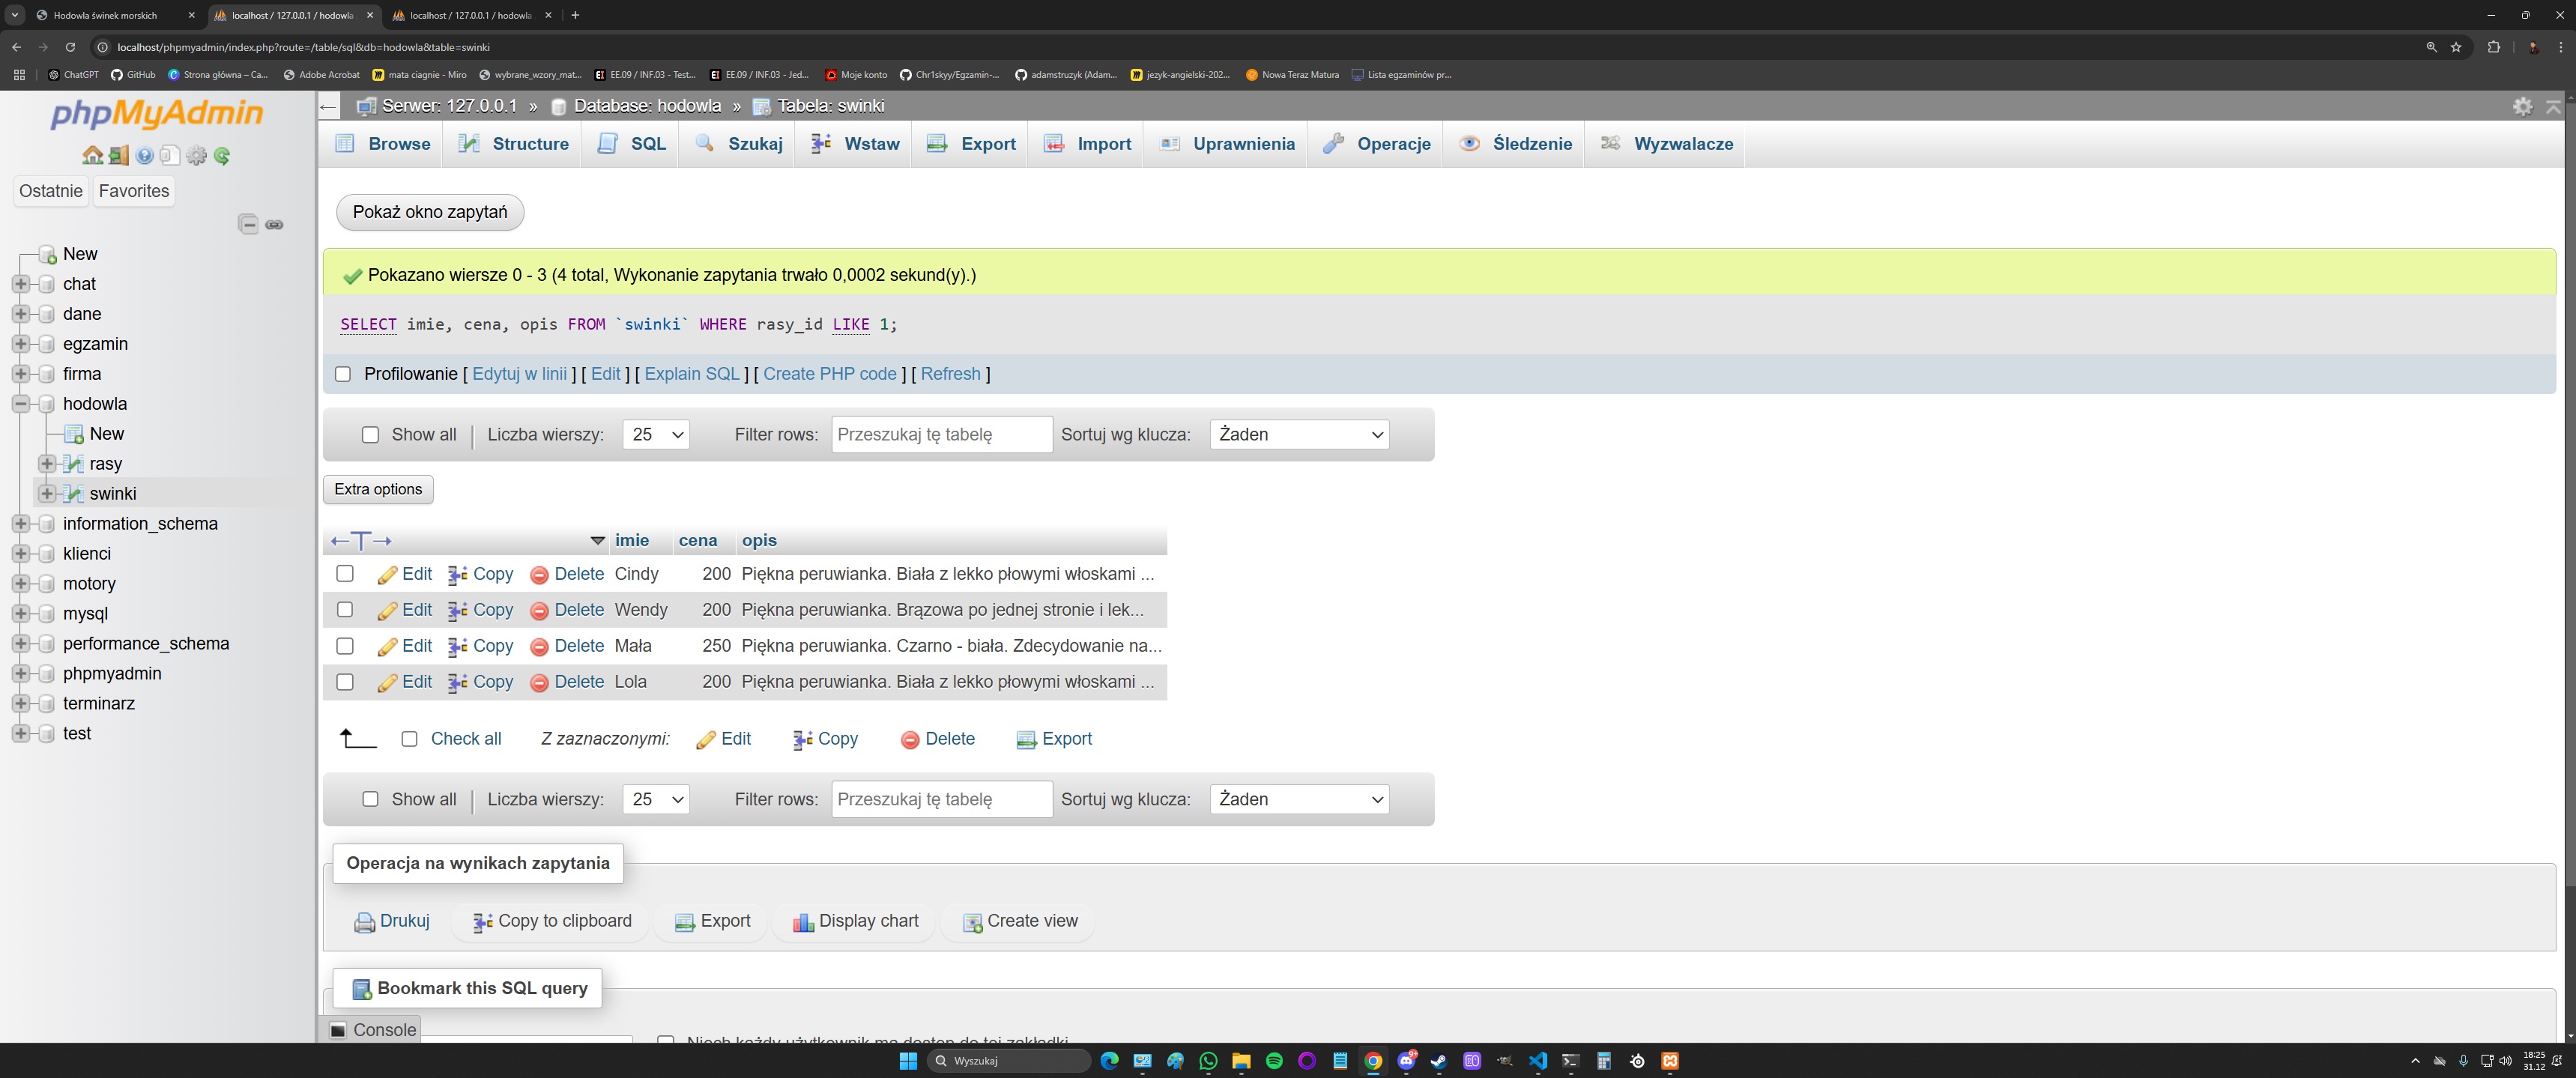 Hodowla świnek morskich
localhost / 127.0.0.1 / hodowla
localhost / 127.0.0.1 / hodowla
localhost/phpmyadmin/index.php?route=/table/sql&db=hodowla&table=swinki
ChatGPT GitHub Strona główna – Ca... Adobe Acrobat mata ciagnie - Miro wybrane_wzory_mat... EE.09 / INF.03 - Test... EE.09 / INF.03 - Jed... Moje konto Chr1skyy/Egzamin-... adamstruzyk (Adam... jezyk-angielski-202... Nowa Teraz Matura Lista egzaminów pr...
phpMyAdmin
Ostatnie Favorites
New
chat
dane
egzamin
firma
hodowla
New
rasy
swinki
information_schema
klienci
motory
mysql
performance_schema
phpmyadmin
terminarz
test
Serwer: 127.0.0.1 » Database: hodowla » Tabela: swinki
Browse Structure SQL Szukaj Wstaw Export Import Uprawnienia Operacje Śledzenie Wyzwalacze
Pokaż okno zapytań
Pokazano wiersze 0 - 3 (4 total, Wykonanie zapytania trwało 0,0002 sekund(y).)
SELECT imie, cena, opis FROM `swinki` WHERE rasy_id LIKE 1;
Profilowanie [ Edytuj w linii ] [ Edit ] [ Explain SQL ] [ Create PHP code ] [ Refresh ]
Show all | Liczba wierszy: 25 Filter rows: Przeszukaj tę tabelę Sortuj wg klucza: Żaden
Extra options
←T→ imie cena opis
Edit Copy Delete Cindy 200 Piękna peruwianka. Biała z lekko płowymi włoskami ...
Edit Copy Delete Wendy 200 Piękna peruwianka. Brązowa po jednej stronie i lek...
Edit Copy Delete Mała 250 Piękna peruwianka. Czarno - biała. Zdecydowanie na...
Edit Copy Delete Lola 200 Piękna peruwianka. Biała z lekko płowymi włoskami ...
Check all Z zaznaczonymi: Edit Copy Delete Export
Show all | Liczba wierszy: 25 Filter rows: Przeszukaj tę tabelę Sortuj wg klucza: Żaden
Operacja na wynikach zapytania
Drukuj Copy to clipboard Export Display chart Create view
Bookmark this SQL query
Console
Niech każdy użytkownik ma dostęp do tej zakładki
Wyszukaj
18:25
31.12